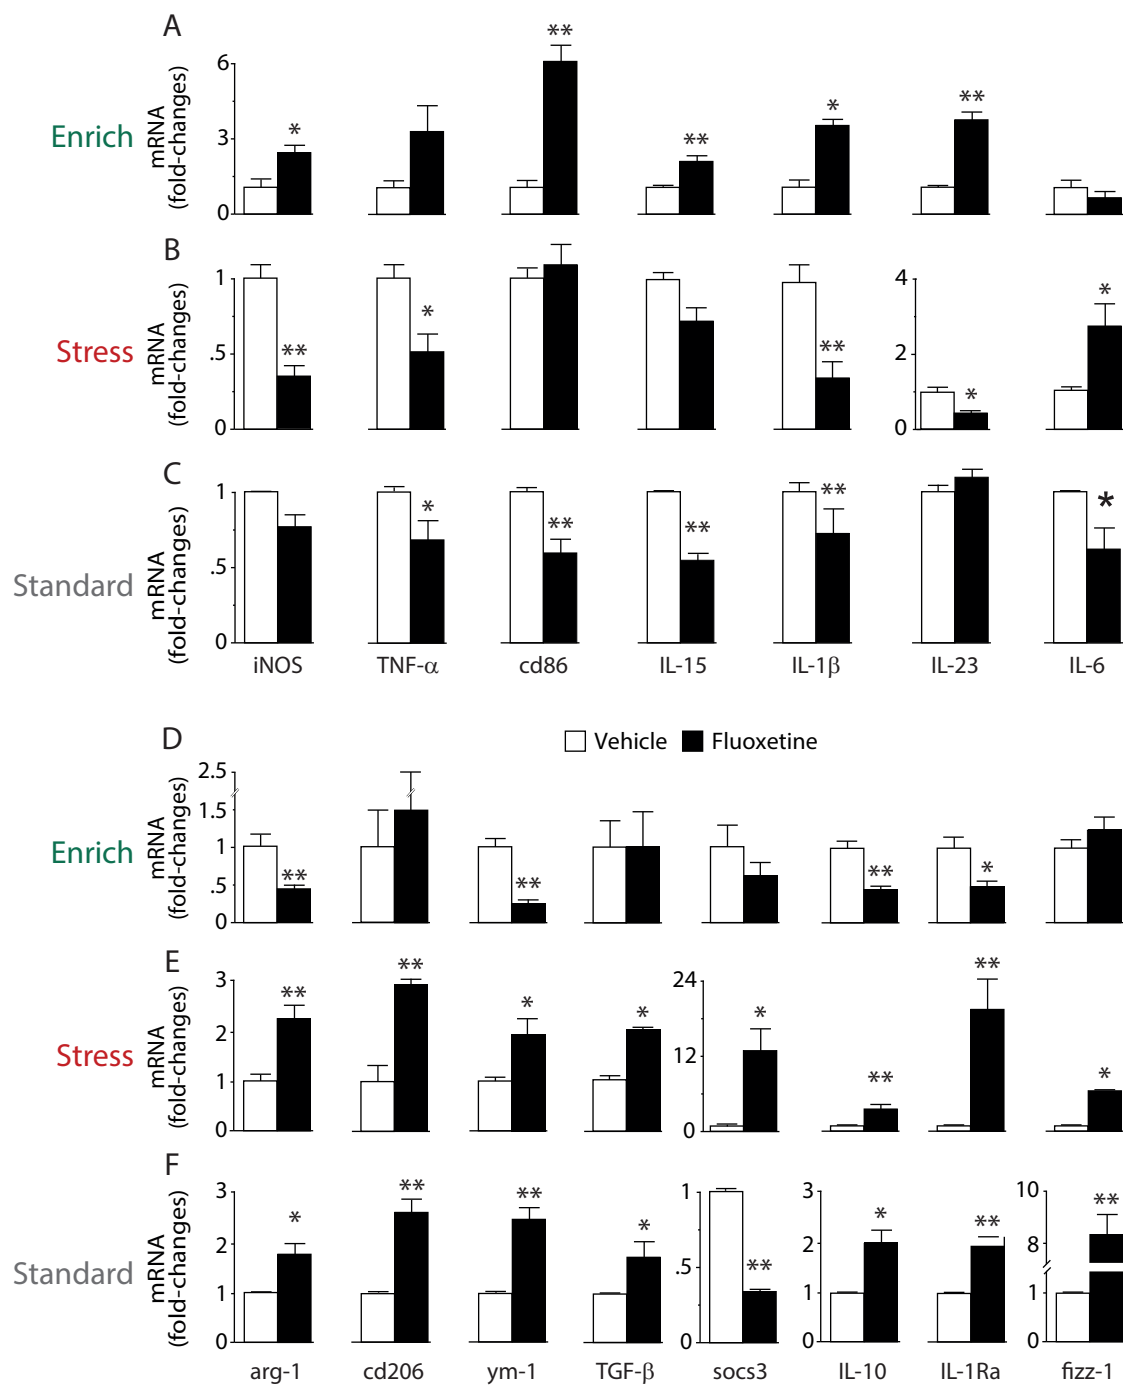 A
Enrich
mRNA
(fold-changes)
6
3
0
*
**
**
*
**
B
Stress
mRNA
(fold-changes)
1
.5
0
**
*
**
4
2
0
*
*
C
Standard
mRNA
(fold-changes)
1
.5
0
*
**
**
**
*
iNOS TNF-α cd86 IL-15 IL-1β IL-23 IL-6
D
Vehicle Fluoxetine
Enrich
mRNA
(fold-changes)
2.5
1.5
1
.5
0
**
**
**
*
E
Stress
mRNA
(fold-changes)
3
2
1
0
**
**
*
*
24
12
0
*
**
**
*
F
Standard
mRNA
(fold-changes)
3
2
1
0
*
**
**
*
1
.5
0
**
3
2
1
0
*
**
10
8
1
0
**
arg-1 cd206 ym-1 TGF-β socs3 IL-10 IL-1Ra fizz-1